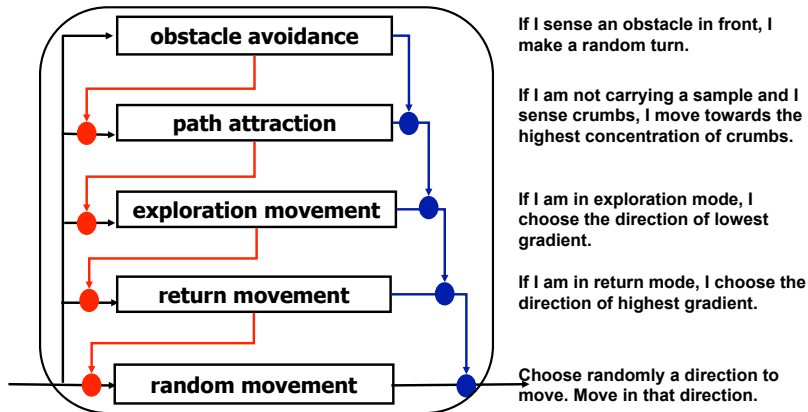 obstacle avoidance
If I sense an obstacle in front, I
make a random turn.
path attraction
If I am not carrying a sample and I
sense crumbs, I move towards the
highest concentration of crumbs.
exploration movement
If I am in exploration mode, I
choose the direction of lowest
gradient.
return movement
If I am in return mode, I choose the
direction of highest gradient.
random movement
Choose randomly a direction to
move. Move in that direction.